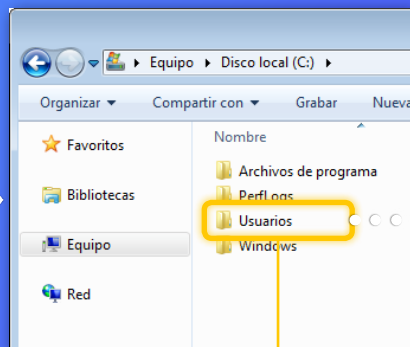 Equipo Disco local (C:)
Organizar Compartir con Grabar Nueva
Nombre
Favoritos
Archivos de programa
Bibliotecas
PerfLogs
Usuarios
Equipo
Windows
Red